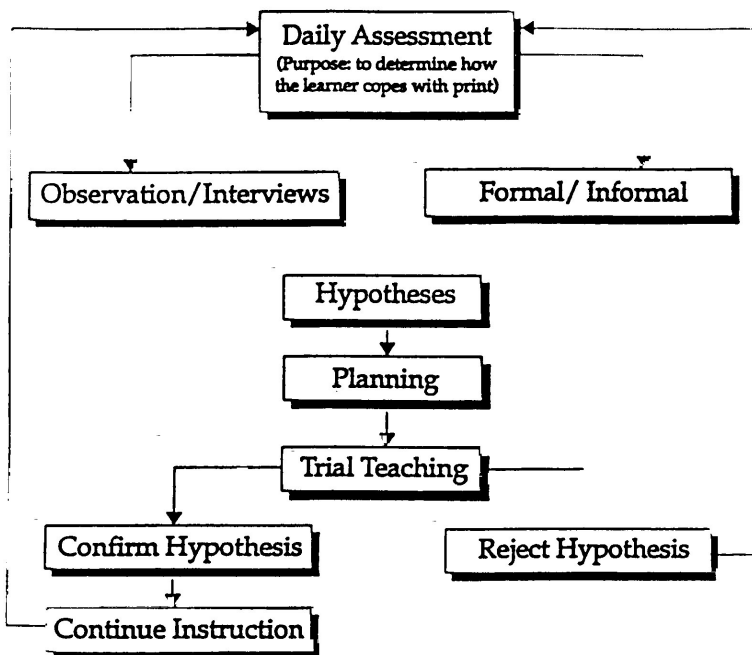 Daily Assessment
(Purpose: to determine how
the learner copes with print)
Observation/Interviews
Formal/ Informal
Hypotheses
Planning
Trial Teaching
Confirm Hypothesis
Reject Hypothesis
Continue Instruction